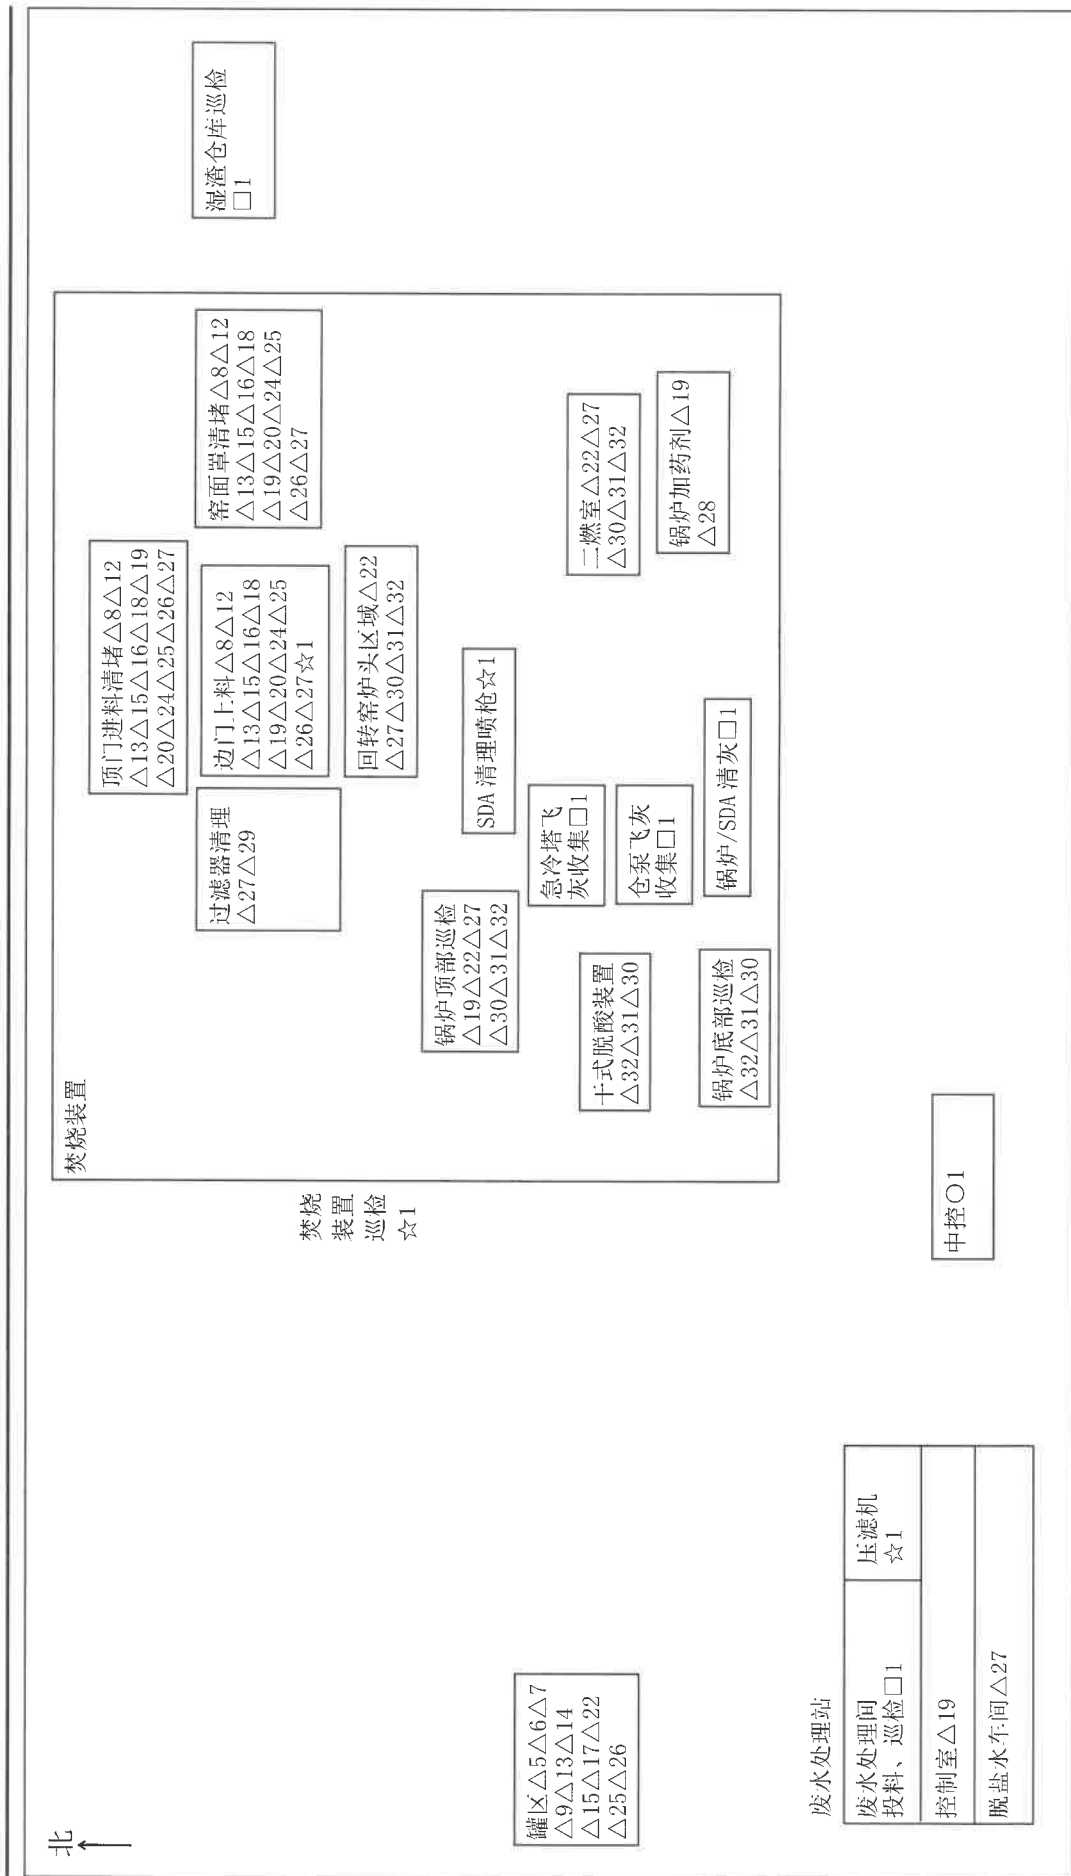 北
湿渣仓库巡检
□1
焚烧装置
顶门进料清堵△8△12
△13△15△16△18△19
△20△24△25△26△27
窑面罩清堵△8△12
△13△15△16△18
△19△20△24△25
△26△27
过滤器清理
△27△29
边门上料△8△12
△13△15△16△18
△19△20△24△25
△26△27☆1
回转窑炉头区域△22
△27△30△31△32
焚烧
装置
巡检
☆1
锅炉顶部巡检
△19△22△27
△30△31△32
SDA清理喷枪☆1
急冷塔飞
灰收集□1
二燃室△22△27
△30△31△32
干式脱酸装置
△32△31△30
仓泵飞灰
收集□1
锅炉加药剂△19
△28
锅炉底部巡检
△32△31△30
锅炉/SDA清灰□1
罐区△5△6△7
△9△13△14
△15△17△22
△25△26
废水处理站
废水处理间
投料、巡检□1
压滤机
☆1
控制室△19
脱盐水车间△27
中控○1